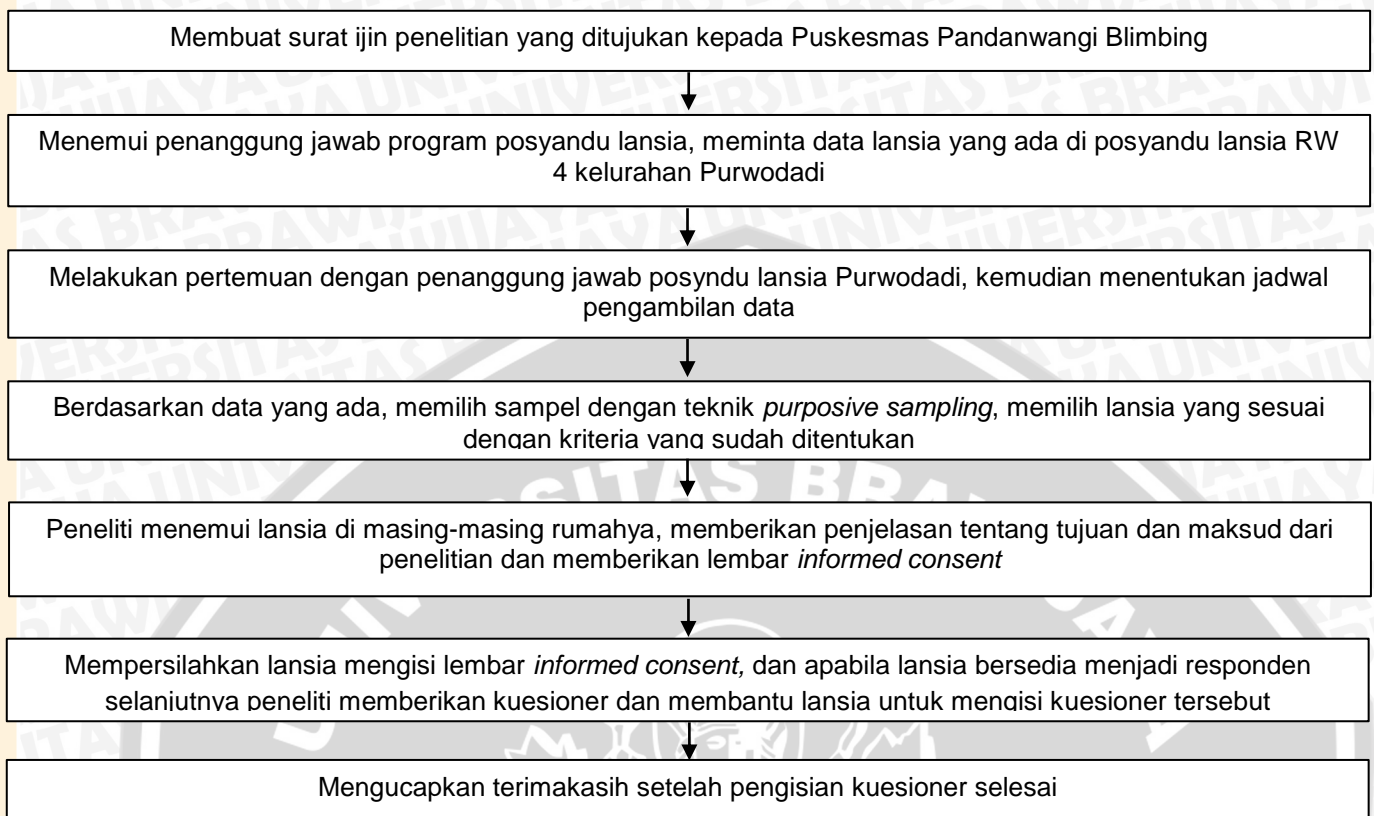 Membuat surat ijin penelitian yang ditujukan kepada Puskesmas Pandanwangi Blimbing
Menemui penanggung jawab program posyandu lansia, meminta data lansia yang ada di posyandu lansia RW
4 kelurahan Purwodadi
Melakukan pertemuan dengan penanggung jawab posyndu lansia Purwodadi, kemudian menentukan jadwal
pengambilan data
Berdasarkan data yang ada, memilih sampel dengan teknik purposive sampling, memilih lansia yang sesuai
dengan kriteria yang sudah ditentukan
Peneliti menemui lansia di masing-masing rumahya, memberikan penjelasan tentang tujuan dan maksud dari
penelitian dan memberikan lembar informed consent
Mempersilahkan lansia mengisi lembar informed consent, dan apabila lansia bersedia menjadi responden
selanjutnya peneliti memberikan kuesioner dan membantu lansia untuk mengisi kuesioner tersebut
Mengucapkan terimakasih setelah pengisian kuesioner selesai